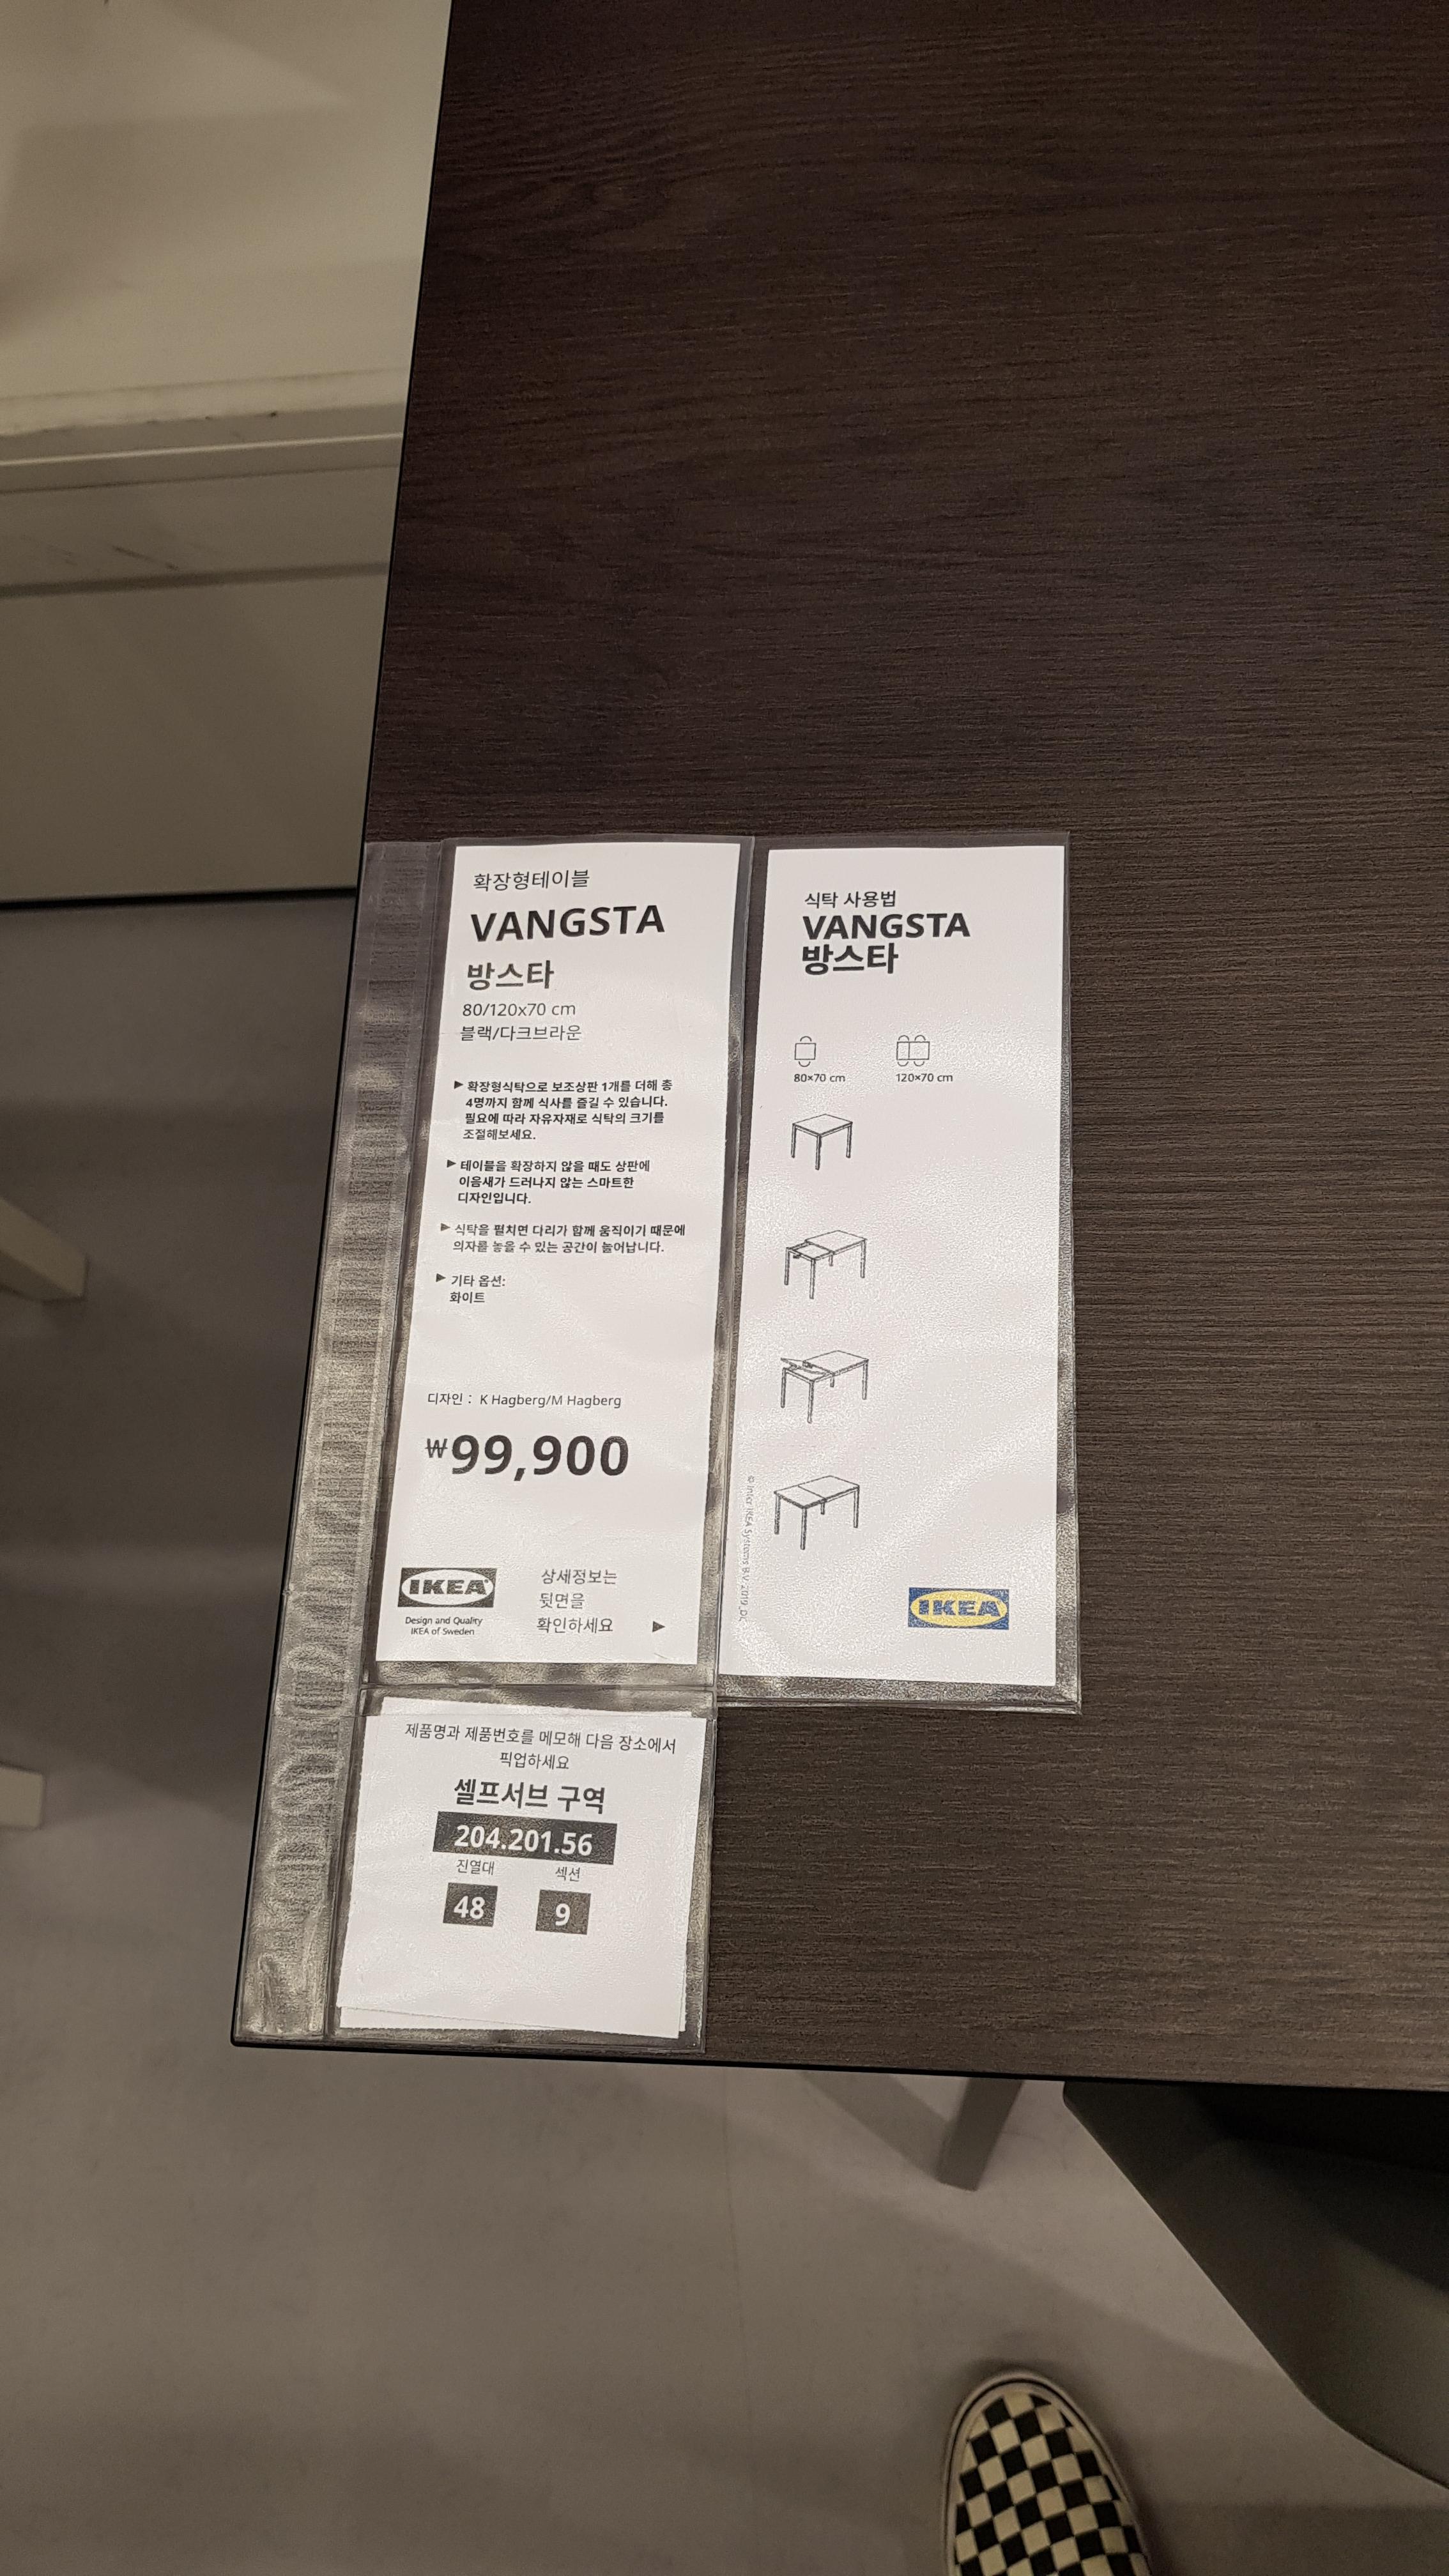 확장형테이블
VANGSTA
방스타
80/120x70 cm
블랙/다크브라운
▶ 확장형식탁으로 보조상판 1개를 더해 총
4명까지 함께 식사를 즐길 수 있습니다.
필요에 따라 자유자재로 식탁의 크기를
조절해보세요.
▶ 테이블을 확장하지 않을 때도 상판에
이음새가 드러나지 않는 스마트한
디자인입니다.
▶ 식탁을 펼치면 다리가 함께 움직이기 때문에
의자를 놓을 수 있는 공간이 늘어납니다.
▶ 기타 옵션:
화이트
디자인 : K Hagberg/M Hagberg
₩99,900
IKEA
Design and Quality
IKEA of Sweden
상세정보는
뒷면을
확인하세요 ▶
제품명과 제품번호를 메모해 다음 장소에서
픽업하세요
셀프서브 구역
204.201.56
진열대 섹션
48 9
식탁 사용법
VANGSTA
방스타
80×70 cm 120×70 cm
© Inter IKEA Systems B.V. 2019
IKEA